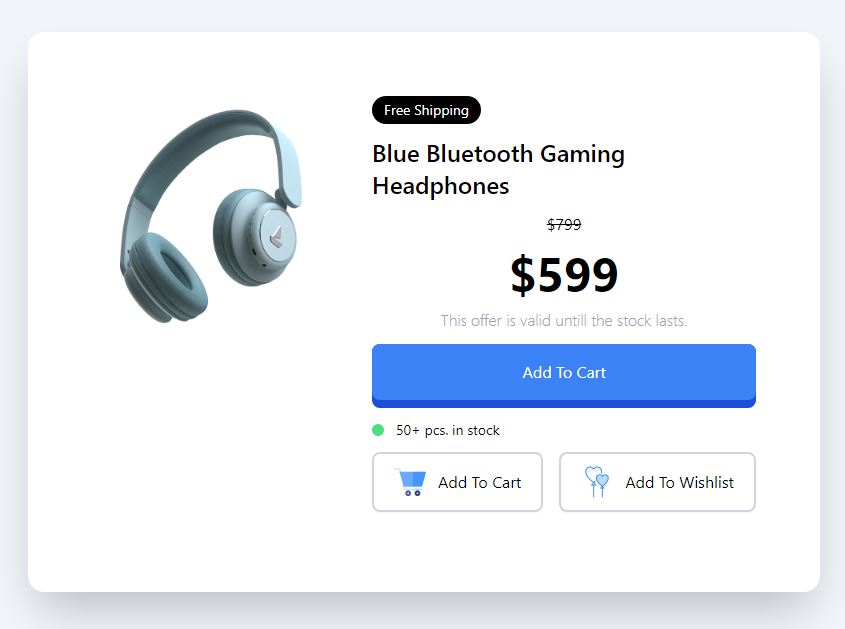 Free Shipping
Blue Bluetooth Gaming
Headphones
$799
$599
This offer is valid untill the stock lasts.
Add To Cart
50+ pcs. in stock
Add To Cart
Add To Wishlist